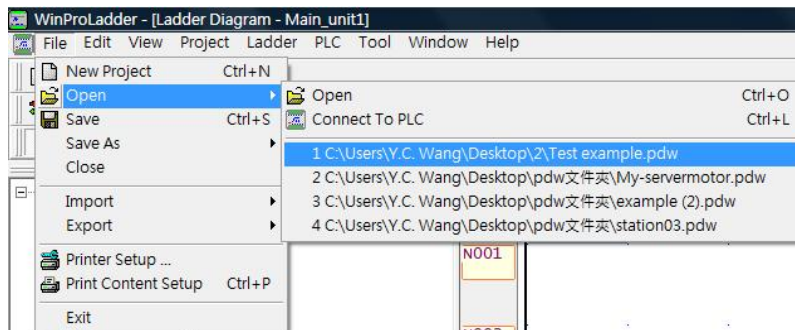 WinProLadder - [Ladder Diagram - Main_unit1]
File Edit View Project Ladder PLC Tool Window Help
New Project Ctrl+N
Open
Save Ctrl+S
Save As
Close
Import
Export
Printer Setup ...
Print Content Setup Ctrl+P
Exit
Open Ctrl+O
Connect To PLC Ctrl+L
1 C:\Users\Y.C. Wang\Desktop\2\Test example.pdw
2 C:\Users\Y.C. Wang\Desktop\pdw文件夾\My-servermotor.pdw
3 C:\Users\Y.C. Wang\Desktop\pdw文件夾\example (2).pdw
4 C:\Users\Y.C. Wang\Desktop\pdw文件夾\station03.pdw
N001